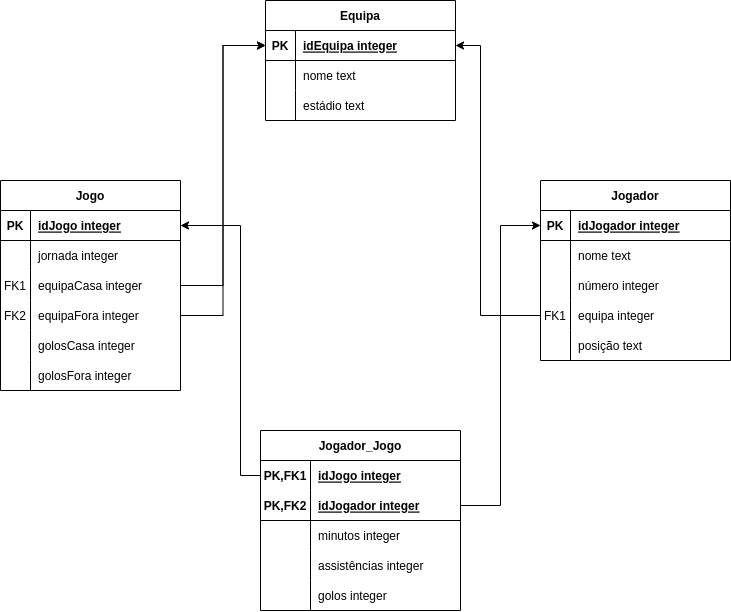 Equipa
PK idEquipa integer
nome text
estádio text
Jogo
PK idJogo integer
jornada integer
FK1 equipaCasa integer
FK2 equipaFora integer
golosCasa integer
golosFora integer
Jogador
PK idJogador integer
nome text
número integer
FK1 equipa integer
posição text
Jogador_Jogo
PK,FK1 idJogo integer
PK,FK2 idJogador integer
minutos integer
assistências integer
golos integer